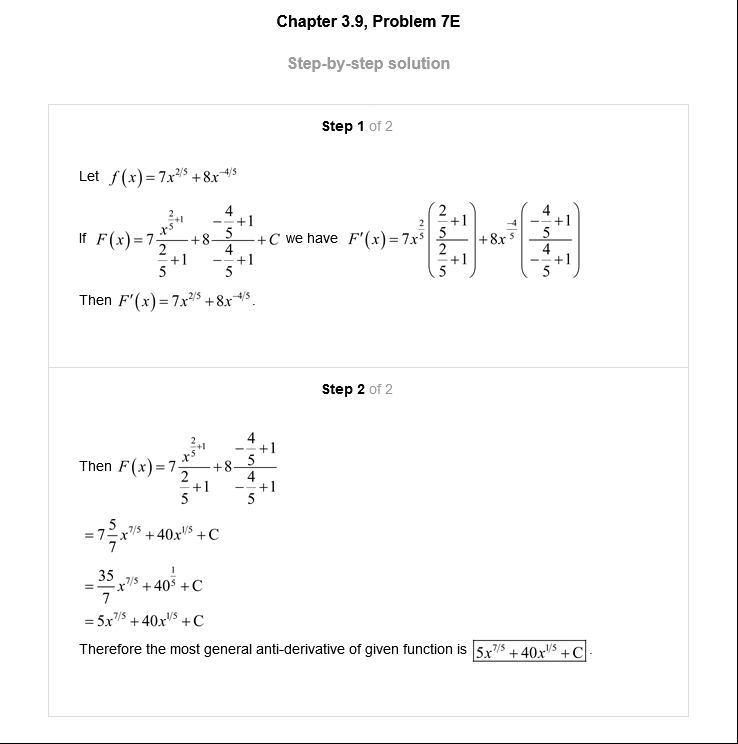 Chapter 3.9, Problem 7E
Step-by-step solution
Step 1 of 2
Let f(x) = 7x^{2/5} + 8x^{-4/5}
If F(x) = 7\frac{x^{\frac{2}{5}+1}}{\frac{2}{5}+1} + 8\frac{-\frac{4}{5}+1}{-\frac{4}{5}+1} + C we have F'(x) = 7x^{\frac{2}{5}}\left(\frac{\frac{2}{5}+1}{\frac{2}{5}+1}\right) + 8x^{\frac{-4}{5}}\left(\frac{-\frac{4}{5}+1}{-\frac{4}{5}+1}\right)
Then F'(x) = 7x^{2/5} + 8x^{-4/5}.
Step 2 of 2
Then F(x) = 7\frac{x^{\frac{2}{5}+1}}{\frac{2}{5}+1} + 8\frac{-\frac{4}{5}+1}{-\frac{4}{5}+1}
= 7\frac{5}{7}x^{7/5} + 40x^{1/5} + C
= \frac{35}{7}x^{7/5} + 40^{\frac{1}{5}} + C
= 5x^{7/5} + 40x^{1/5} + C
Therefore the most general anti-derivative of given function is 5x^{7/5} + 40x^{1/5} + C.